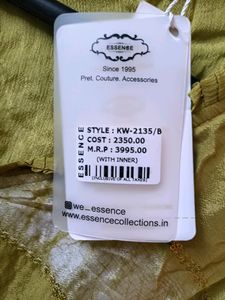 ESSENCE
Since 1995
Pret. Couture. Accessories
ESSENCE
STYLE : KW-2135/B
COST : 2350.00
M.R.P : 3995.00
(WITH INNER)
(INCLUSIVE OF ALL TAXES)
we_essence
www.essencecollections.in